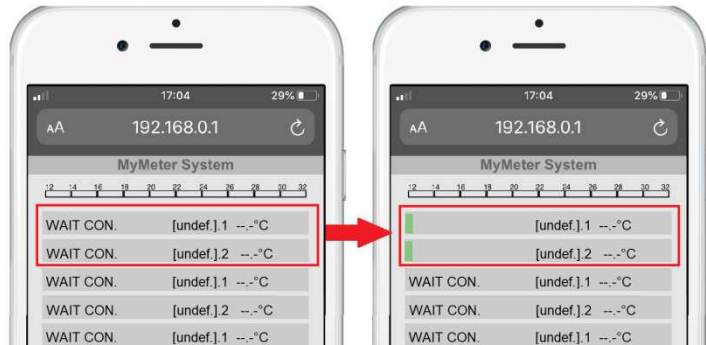 17:04 29%
AA 192.168.0.1
MyMeter System
12 14 16 18 20 22 24 26 28 30 32
WAIT CON. [undef.].1 --.-°C
WAIT CON. [undef.].2 --.-°C
WAIT CON. [undef.].1 --.-°C
WAIT CON. [undef.].2 --.-°C
WAIT CON. [undef.].1 --.-°C
17:04 29%
AA 192.168.0.1
MyMeter System
12 14 16 18 20 22 24 26 28 30 32
[undef.].1 --.-°C
[undef.].2 --.-°C
WAIT CON. [undef.].1 --.-°C
WAIT CON. [undef.].2 --.-°C
WAIT CON. [undef.].1 --.-°C